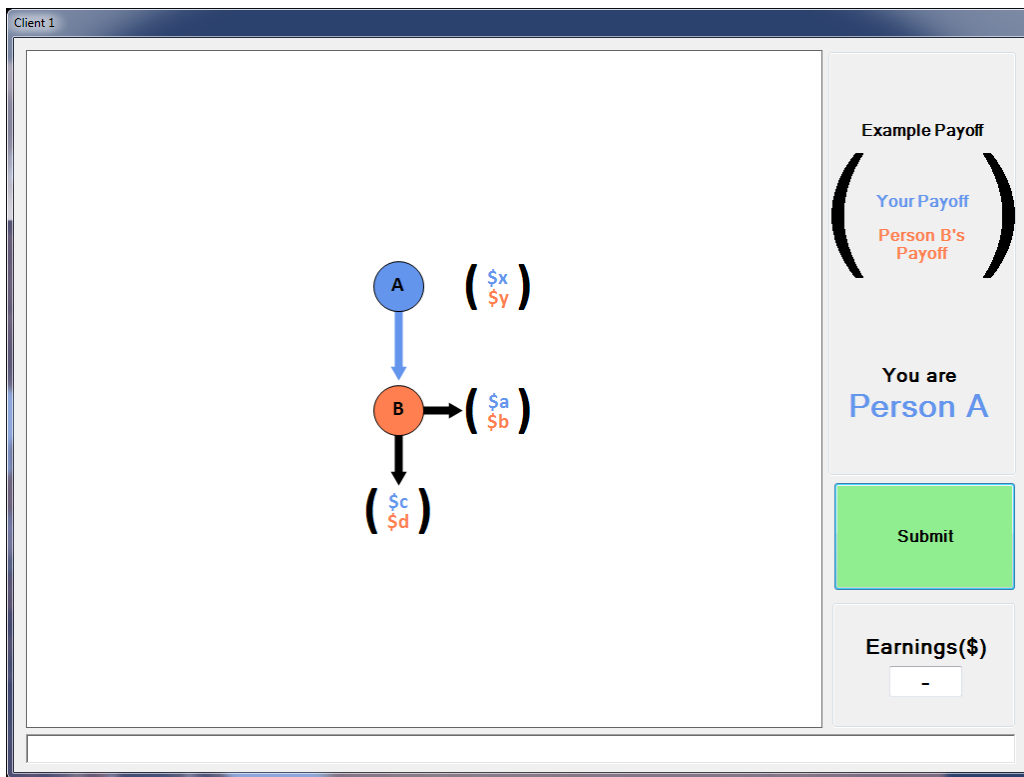 Client 1
Example Payoff
Your Payoff
Person B's
Payoff
A
$x
$y
You are
Person A
B
$a
$b
$c
$d
Submit
Earnings($)
-